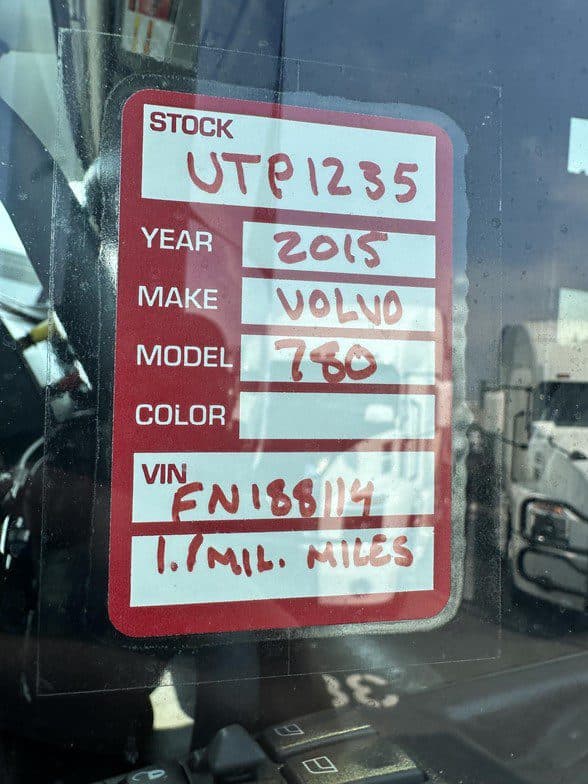 STOCK
UTP1235
YEAR 2015
MAKE VOLVO
MODEL 780
COLOR
VIN
FN188114
1.1 MIL. MILES